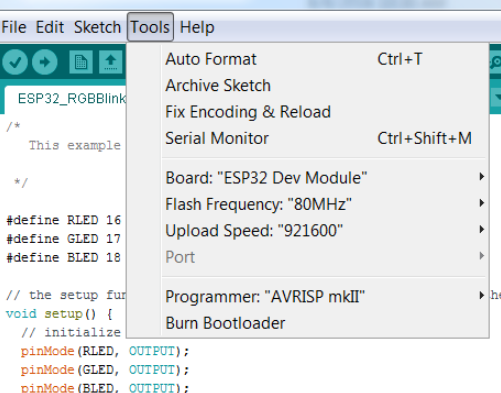 File Edit Sketch Tools Help
Auto Format Ctrl+T
Archive Sketch
Fix Encoding & Reload
Serial Monitor Ctrl+Shift+M
Board: "ESP32 Dev Module"
Flash Frequency: "80MHz"
Upload Speed: "921600"
Port
Programmer: "AVRISP mkII"
Burn Bootloader
ESP32_RGBBlink
/*
This example
*/
#define RLED 16
#define GLED 17
#define BLED 18
// the setup fun
void setup() {
// initialize
pinMode(RLED, OUTPUT);
pinMode(GLED, OUTPUT);
pinMode(BLED, OUTPUT);